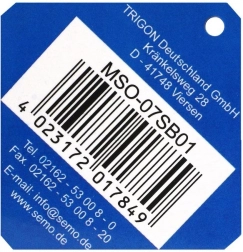 TRIGON Deutschland GmbH
Kränkelsweg 28
D - 41748 Viersen
MSO-07SB01
4 023172 017849
Tel. 02162 - 53 00 8 - 0
Fax. 02162 - 53 00 8 - 20
E-mail: info@semo.de
www.semo.de